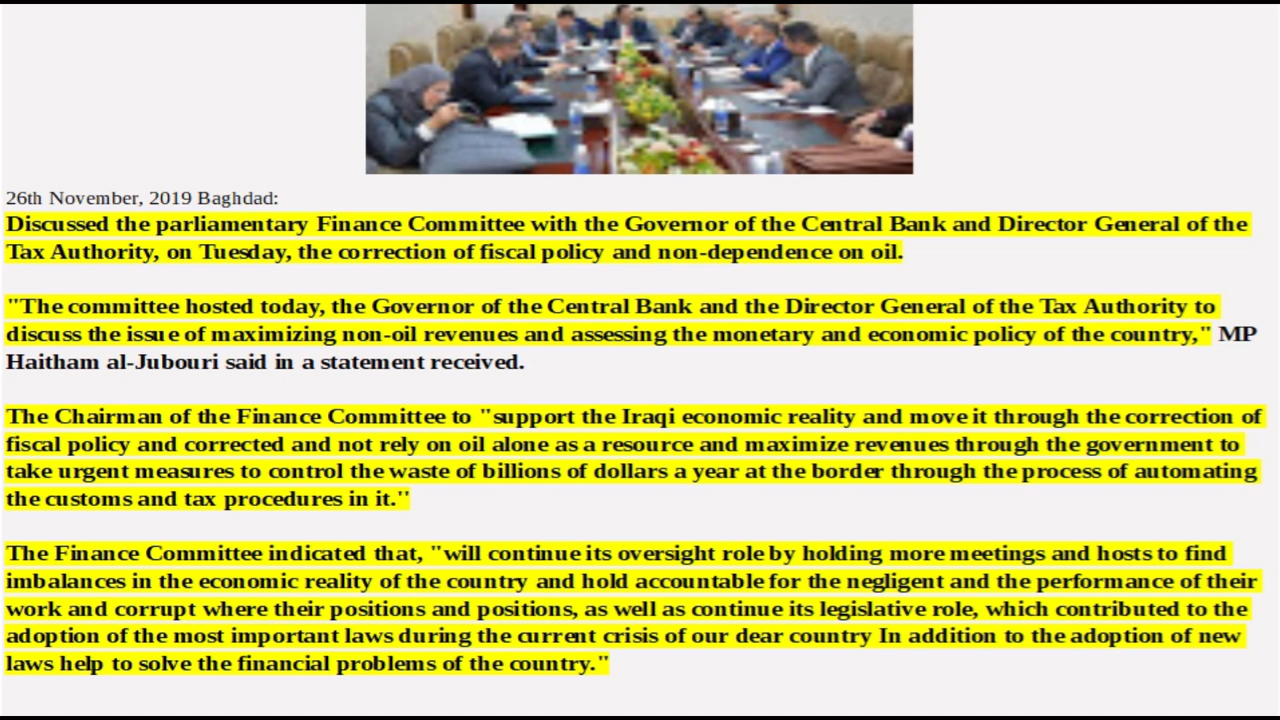 26th November, 2019 Baghdad:
Discussed the parliamentary Finance Committee with the Governor of the Central Bank and Director General of the
Tax Authority, on Tuesday, the correction of fiscal policy and non-dependence on oil.
"The committee hosted today, the Governor of the Central Bank and the Director General of the Tax Authority to
discuss the issue of maximizing non-oil revenues and assessing the monetary and economic policy of the country," MP
Haitham al-Jubouri said in a statement received.
The Chairman of the Finance Committee to "support the Iraqi economic reality and move it through the correction of
fiscal policy and corrected and not rely on oil alone as a resource and maximize revenues through the government to
take urgent measures to control the waste of billions of dollars a year at the border through the process of automating
the customs and tax procedures in it."
The Finance Committee indicated that, "will continue its oversight role by holding more meetings and hosts to find
imbalances in the economic reality of the country and hold accountable for the negligent and the performance of their
work and corrupt where their positions and positions, as well as continue its legislative role, which contributed to the
adoption of the most important laws during the current crisis of our dear country In addition to the adoption of new
laws help to solve the financial problems of the country."